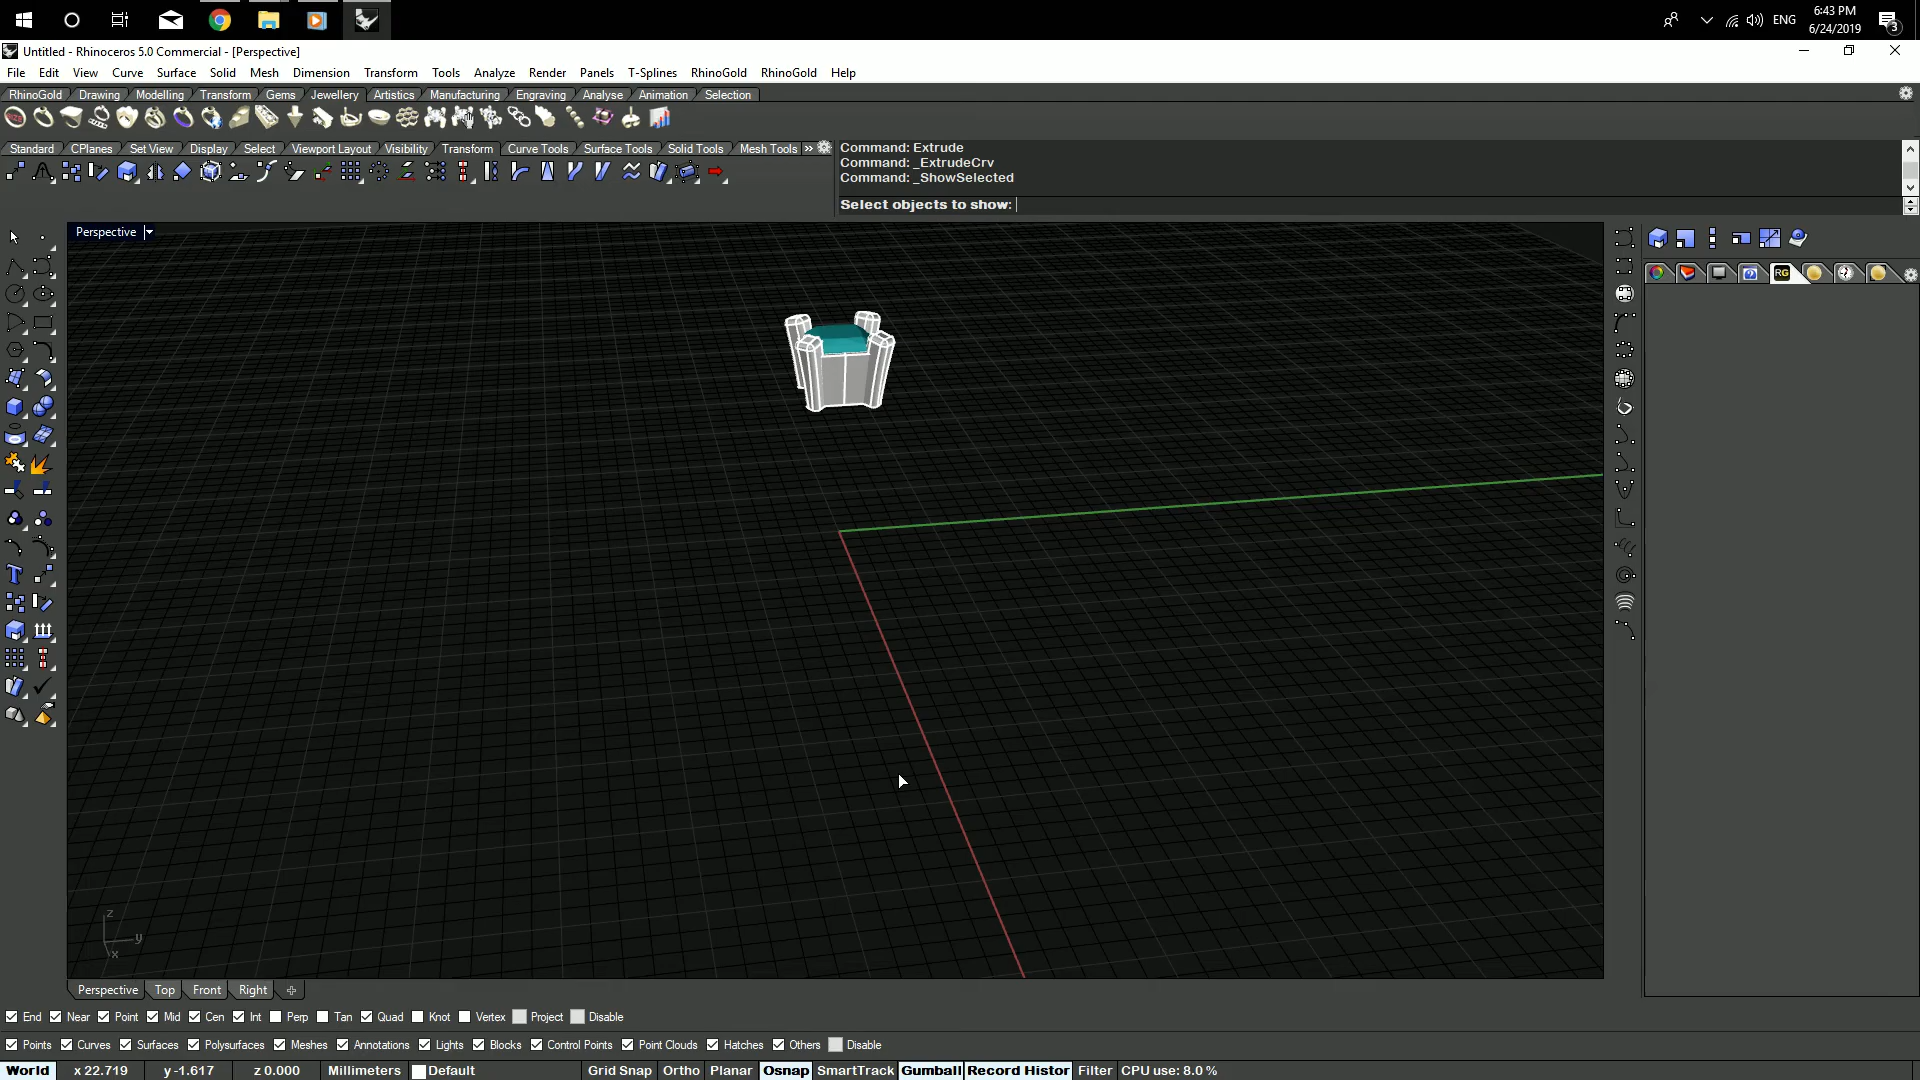 6:43 PM
ENG
6/24/2019
3
Untitled - Rhinoceros 5.0 Commercial - [Perspective]
File Edit View Curve Surface Solid Mesh Dimension Transform Tools Analyze Render Panels T-Splines RhinoGold RhinoGold Help
RhinoGold Drawing Modelling Transform Gems Jewellery Artistics Manufacturing Engraving Analyse Animation Selection
Standard CPlanes Set View Display Select Viewport Layout Visibility Transform Curve Tools Surface Tools Solid Tools Mesh Tools »
Command: Extrude
Command: _ExtrudeCrv
Command: _ShowSelected
Select objects to show:
Perspective
RG
z
y
x
Perspective Top Front Right
End Near Point Mid Cen Int Perp Tan Quad Knot Vertex Project Disable
Points Curves Surfaces Polysurfaces Meshes Annotations Lights Blocks Control Points Point Clouds Hatches Others Disable
World x 22.719 y -1.617 z 0.000 Millimeters Default Grid Snap Ortho Planar Osnap SmartTrack Gumball Record Histor Filter CPU use: 8.0 %